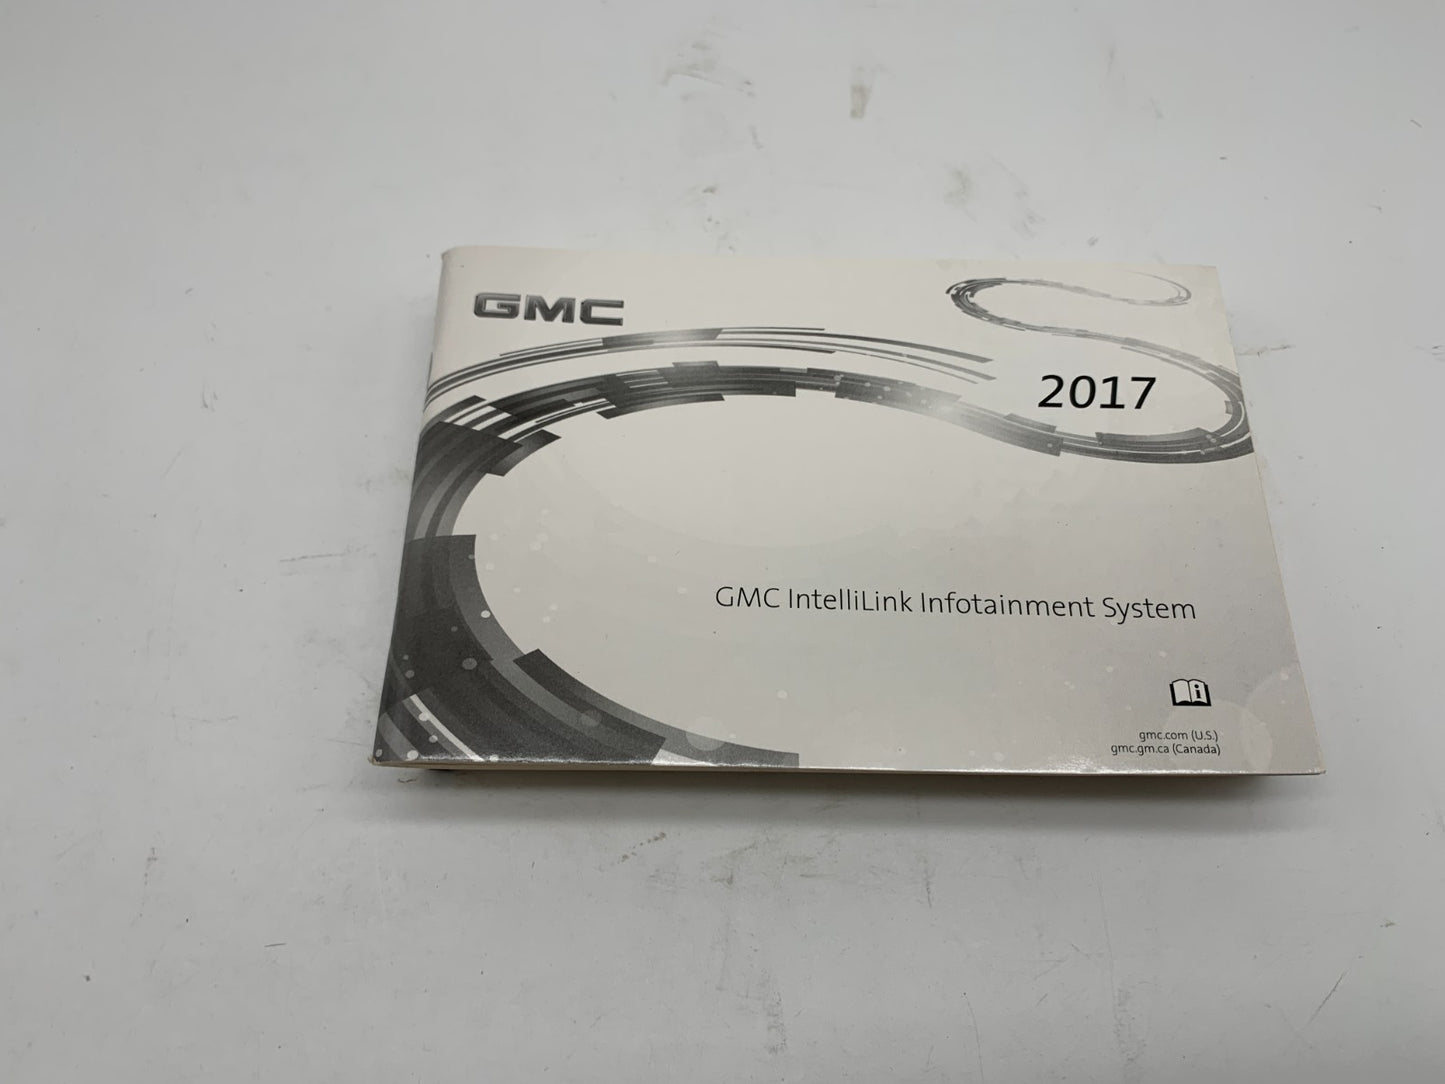 GMC
2017
GMC IntelliLink Infotainment System
i
gmc.com (U.S.)
gmc.gm.ca (Canada)